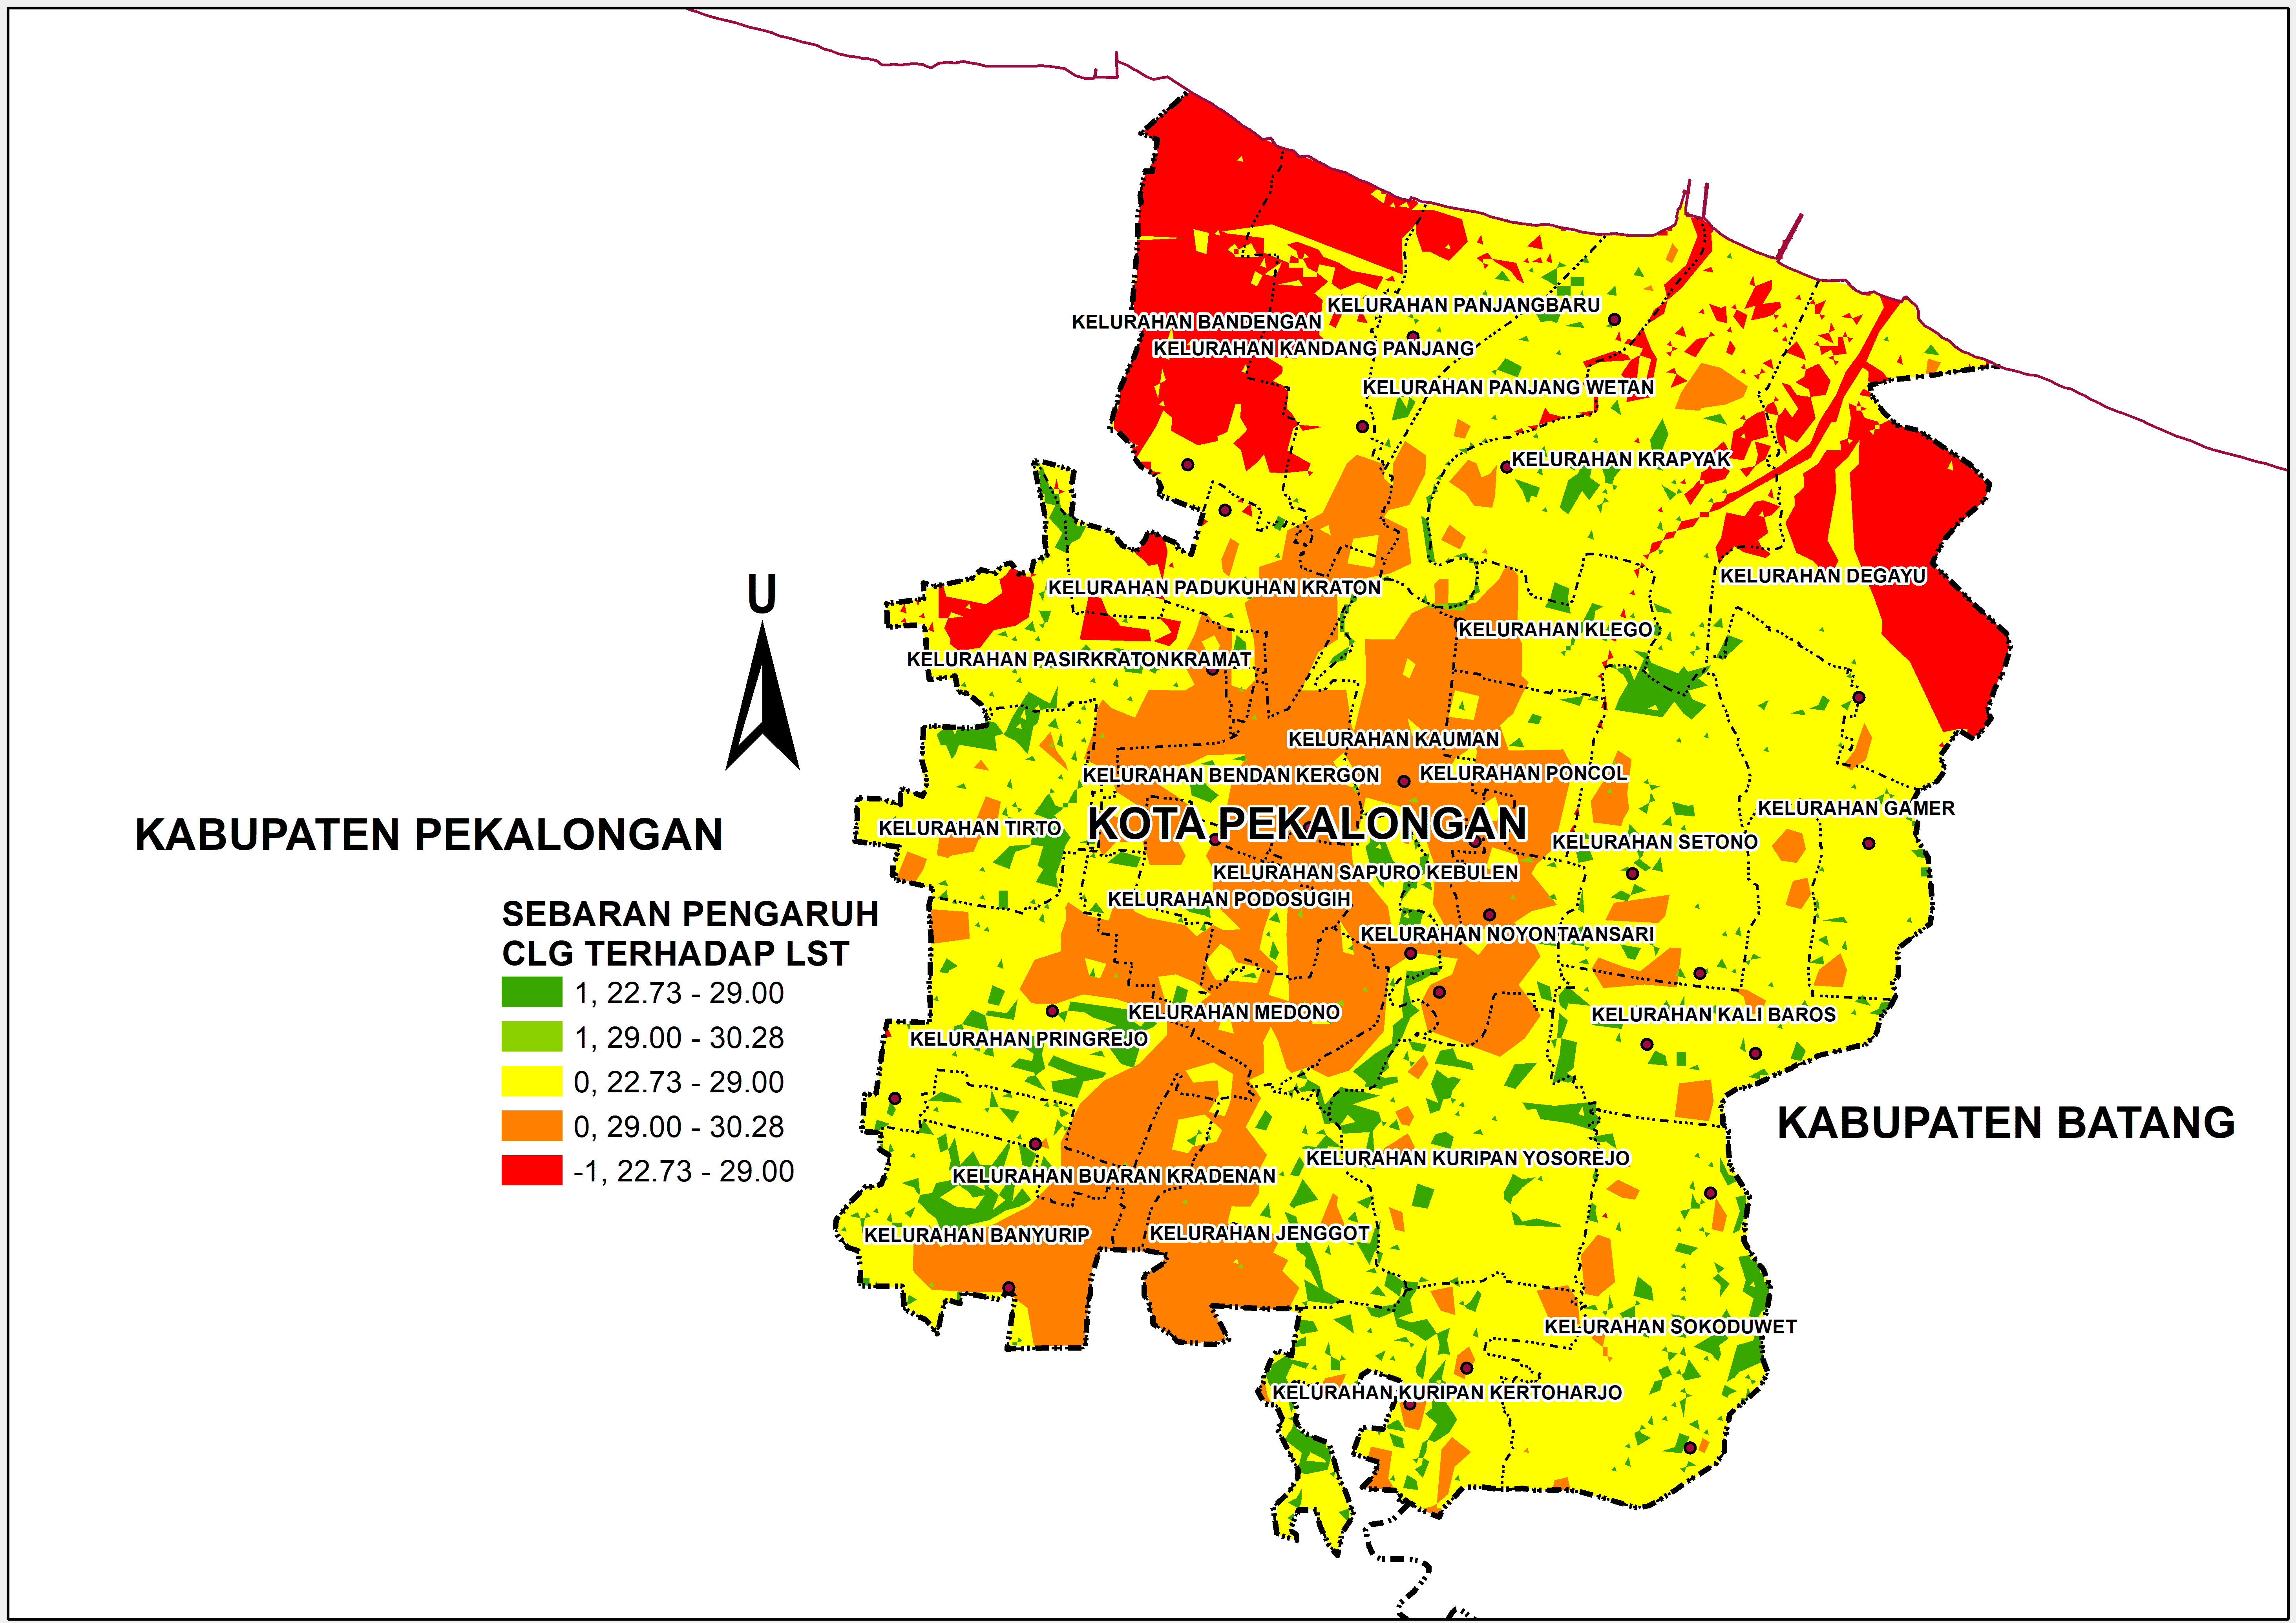 KELURAHAN PANJANGBARU
KELURAHAN BANDENGAN
KELURAHAN KANDANG PANJANG
KELURAHAN PANJANG WETAN
KELURAHAN KRAPYAK
U
KELURAHAN DEGAYU
KELURAHAN PADUKUHAN KRATON
KELURAHAN KLEGO
KELURAHAN PASIRKRATONKRAMAT
KELURAHAN KAUMAN
KELURAHAN BENDAN KERGON
KELURAHAN PONCOL
KELURAHAN GAMER
KOTA PEKALONGAN
KELURAHAN TIRTO
KABUPATEN PEKALONGAN
KELURAHAN SETONO
KELURAHAN SAPURO KEBULEN
KELURAHAN PODOSUGIH
KELURAHAN NOYONTAANSARI
KELURAHAN MEDONO
KELURAHAN KALI BAROS
KELURAHAN PRINGREJO
KABUPATEN BATANG
KELURAHAN KURIPAN YOSOREJO
KELURAHAN BUARAN KRADENAN
KELURAHAN BANYURIP
KELURAHAN JENGGOT
KELURAHAN SOKODUWET
KELURAHAN KURIPAN KERTOHARJO
SEBARAN PENGARUH
CLG TERHADAP LST
1, 22.73 - 29.00
1, 29.00 - 30.28
0, 22.73 - 29.00
0, 29.00 - 30.28
-1, 22.73 - 29.00